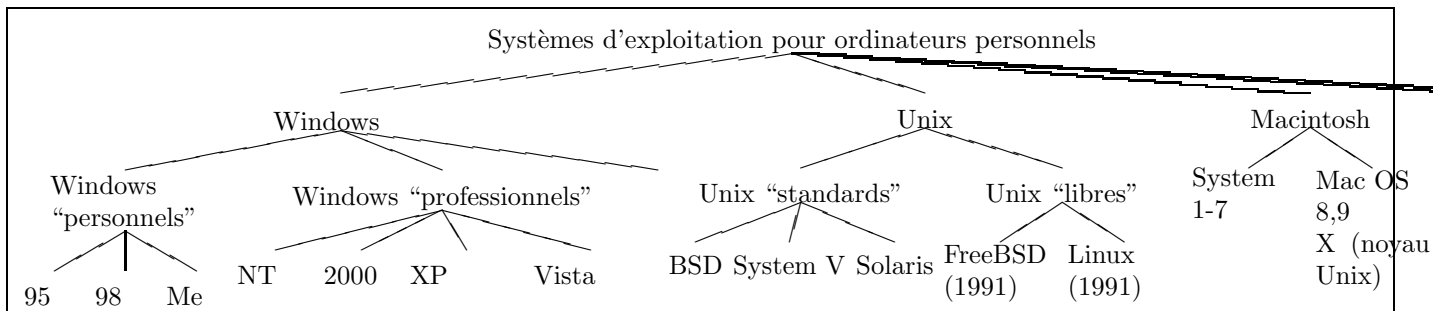 Systèmes d'exploitation pour ordinateurs personnels
Windows
Unix
Macintosh
Windows
“personnels”
Windows “professionnels”
Unix “standards”
Unix “libres”
System
1-7
Mac OS
8,9
X (noyau
Unix)
95
98
Me
NT
2000
XP
Vista
BSD
System V
Solaris
FreeBSD
(1991)
Linux
(1991)